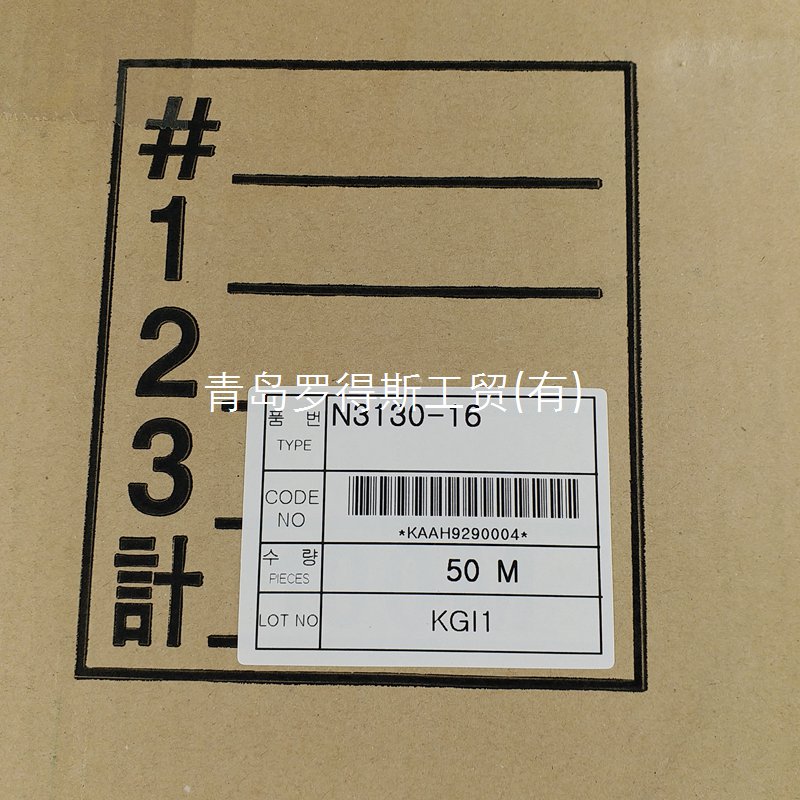 #
1
2
3
計
青岛罗得斯工贸(有)
품 번 N3130-16
TYPE
CODE NO
*KAAH9290004*
수 량 50 M
PIECES
LOT NO KGI1